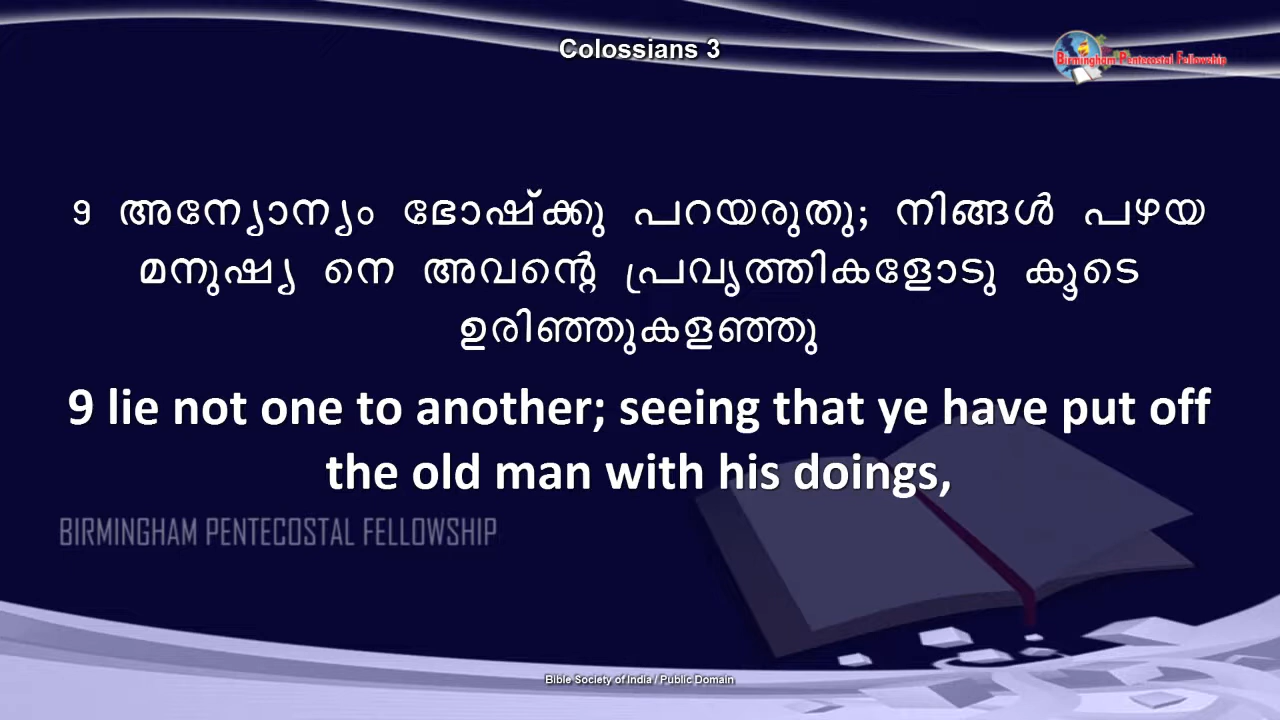 Colossians 3
Birmingham Pentecostal Fellowship
9 അന്യോന്യം ഭോഷ്ക്കു പറയരുതു; നിങ്ങൾ പഴയ
മനുഷ്യ നെ അവന്റെ പ്രവൃത്തികളോടു കൂടെ
ഉരിഞ്ഞുകളഞ്ഞു
9 lie not one to another; seeing that ye have put off
the old man with his doings,
BIRMINGHAM PENTECOSTAL FELLOWSHIP
Bible Society of India / Public Domain